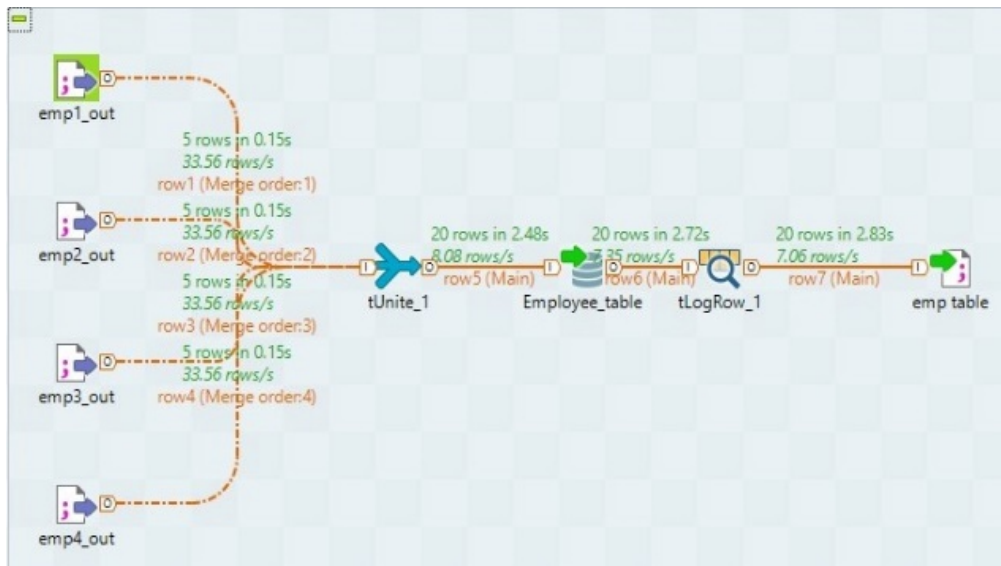 emp1_out
5 rows in 0.15s
33.56 rows/s
row1 (Merge order:1)
emp2_out
5 rows in 0.15s
33.56 rows/s
row2 (Merge order:2)
5 rows in 0.15s
33.56 rows/s
row3 (Merge order:3)
emp3_out
5 rows in 0.15s
33.56 rows/s
row4 (Merge order:4)
emp4_out
tUnite_1
20 rows in 2.48s
8.08 rows/s
row5 (Main)
Employee_table
20 rows in 2.72s
rows/s
row6 (Main)
tLogRow_1
20 rows in 2.83s
7.06 rows/s
row7 (Main)
emp table